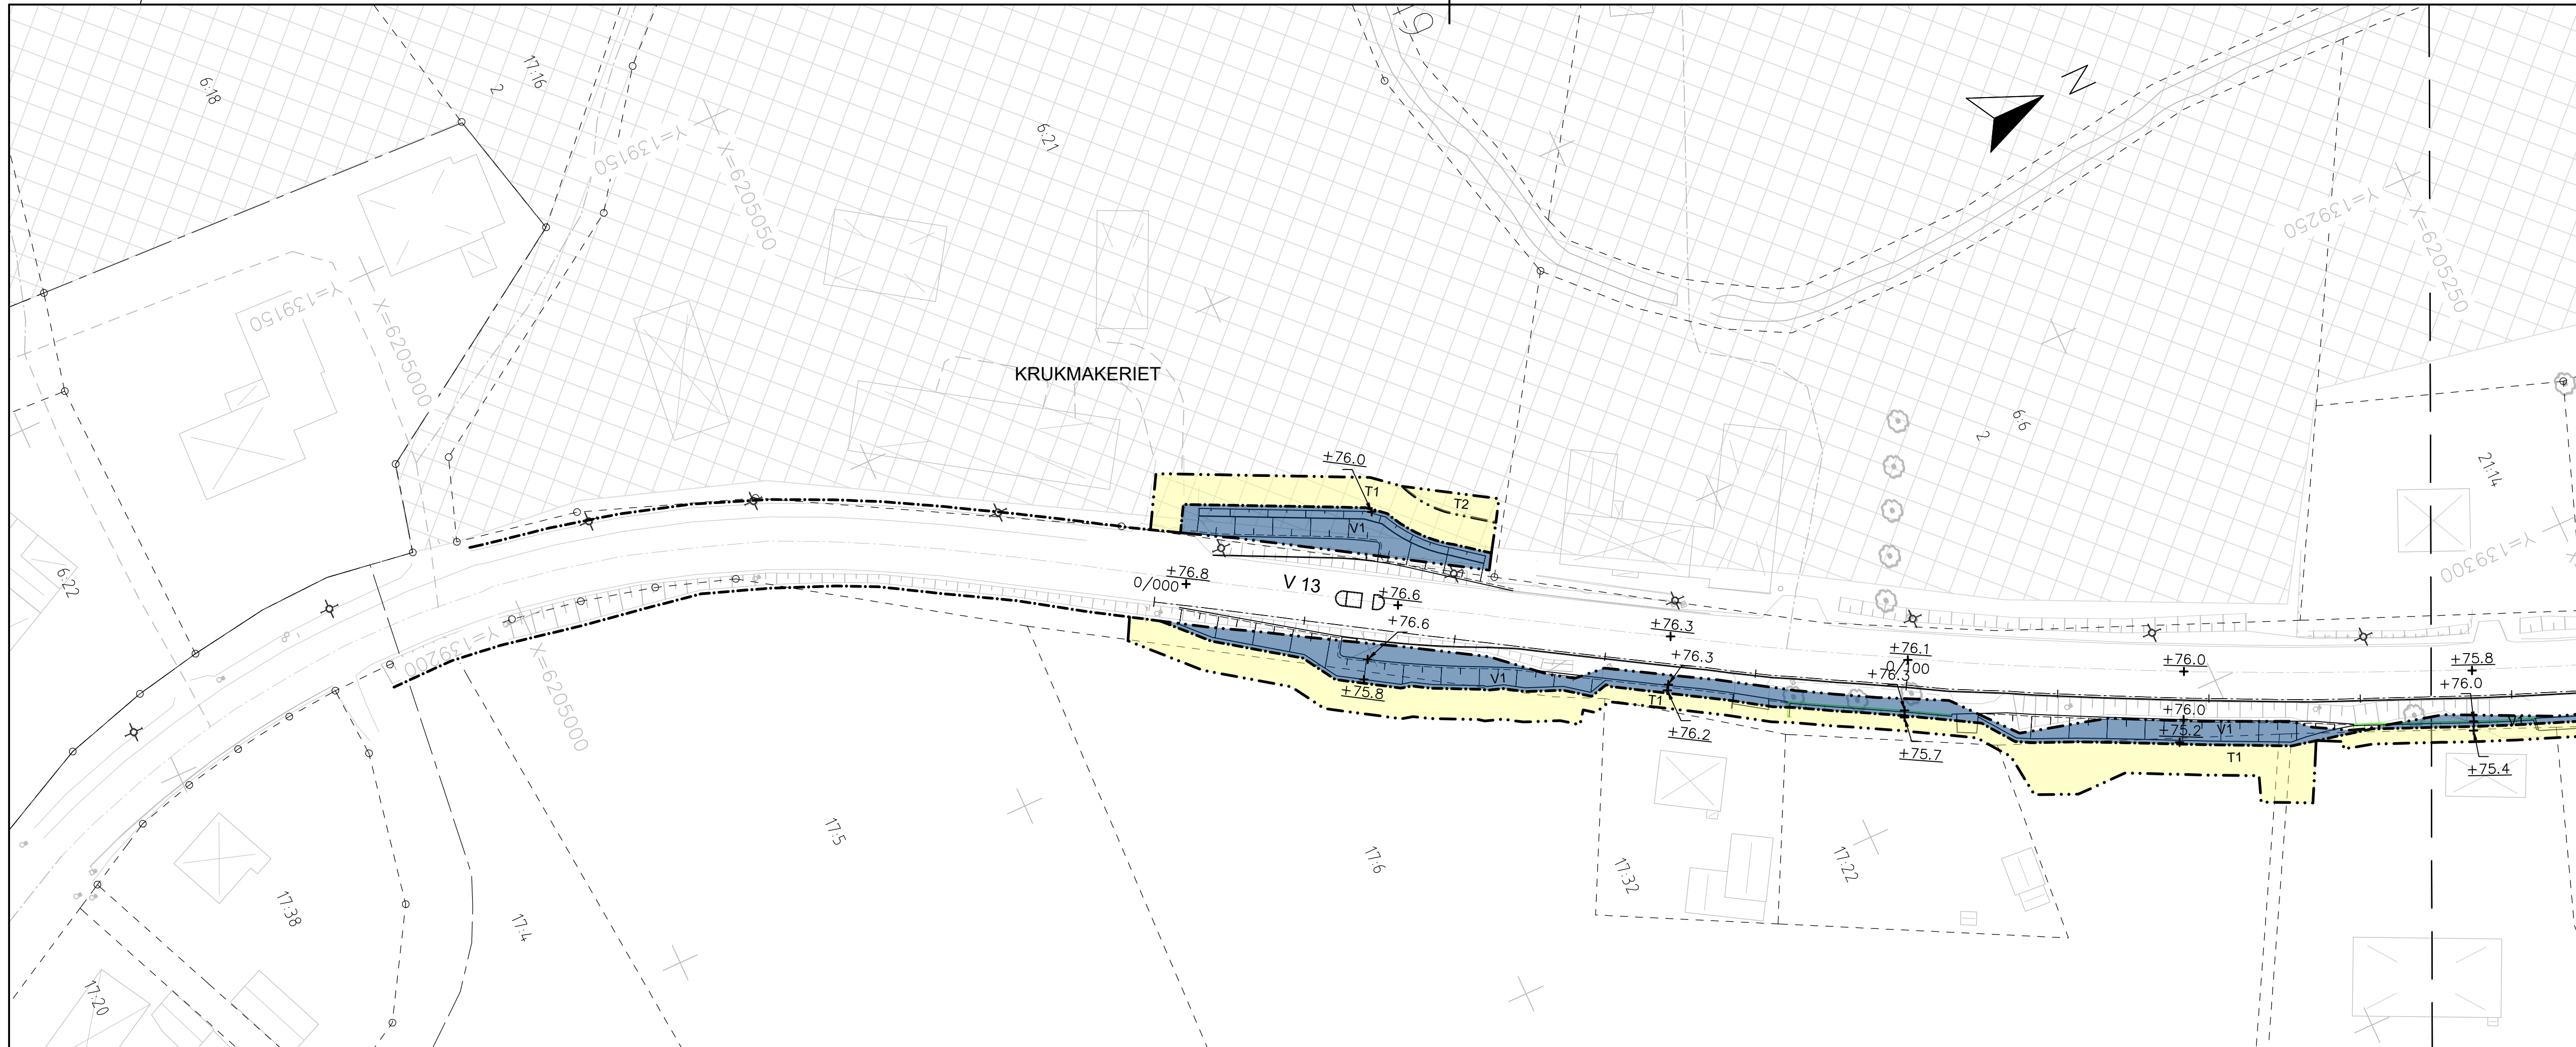 6:18
2
17:16
Y=139150
X=6205050
6:21
6
N
Y=139250
X=6205250
Y=139150
X=6205000
KRUKMAKERIET
6:6
2
21:14
+76.0
T1
T2
V1
Y=139300
6:22
+76.8
0/000
V 13
+76.6
+76.6
+76.3
+76.3
+76.1
0/100
+76.3
+76.0
+75.8
+76.0
Y=139200
X=6205000
V1
+75.8
T1
+76.2
+75.7
+76.0
+75.2
V1
T1
V1
+75.4
17:5
17:6
17:32
17:22
17:38
17:4
17:20